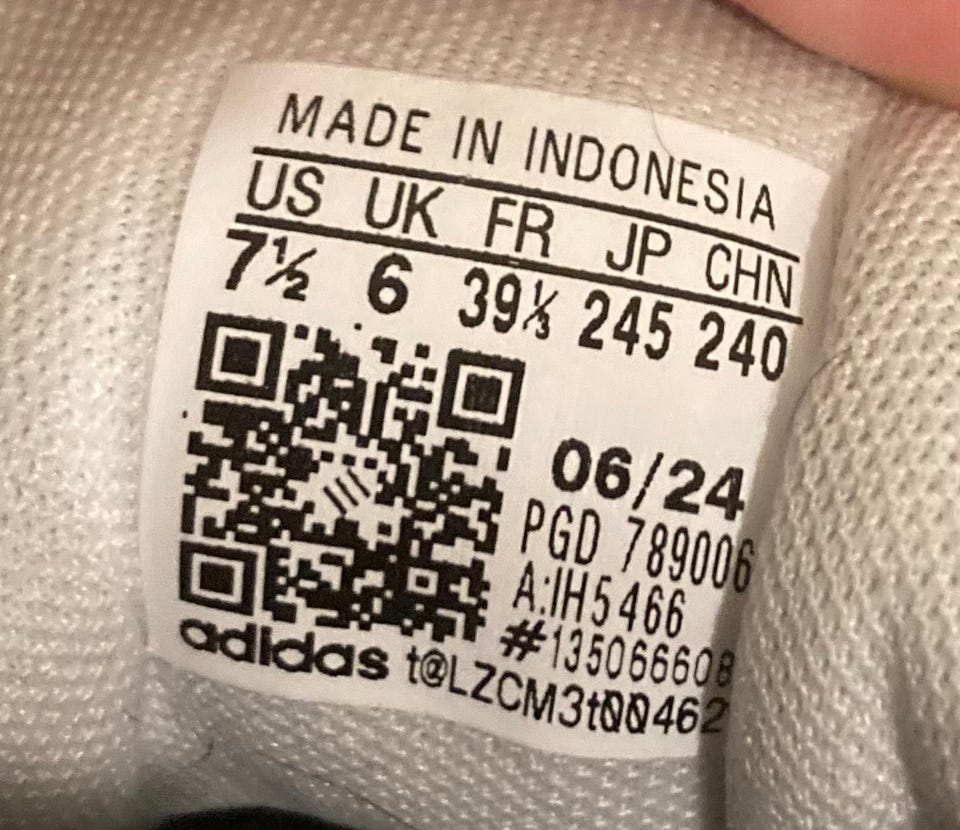 MADE IN INDONESIA
US UK FR JP CHN
7½ 6 39⅓ 245 240
06/24
PGD 789006
A:IH5466
#135066608
adidas t@LZCM3t00462